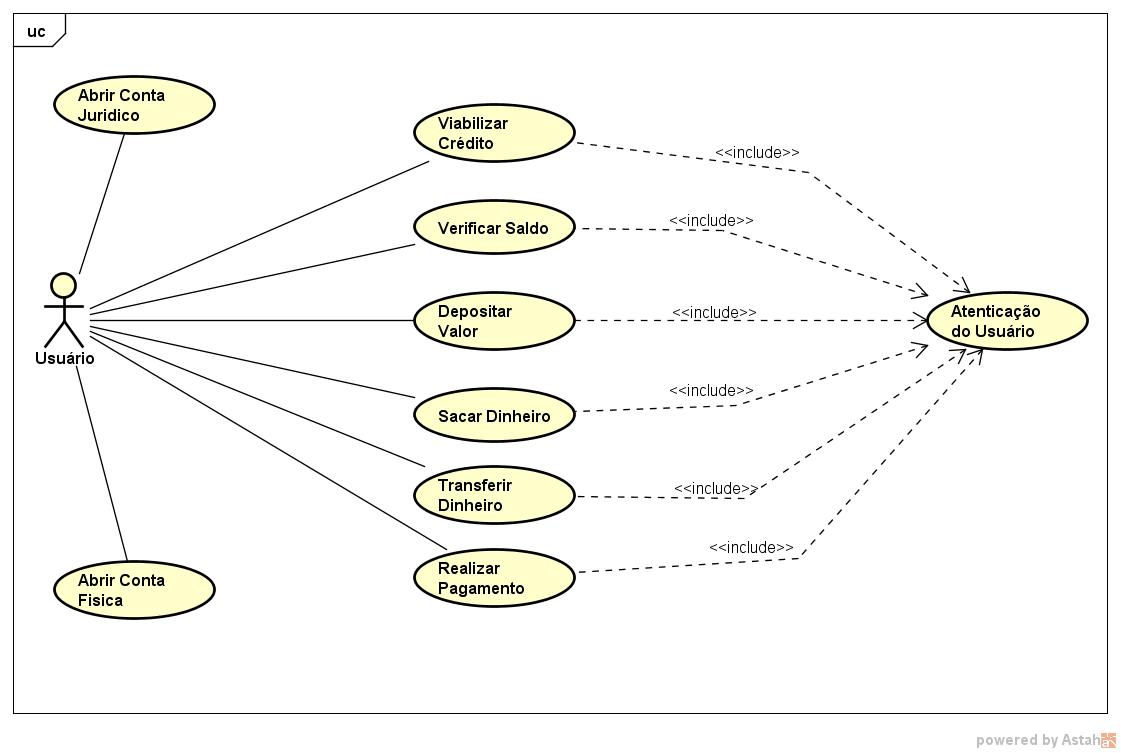 uc
Abrir Conta
Juridico
Viabilizar
Crédito
<<include>>
Verificar Saldo
<<include>>
Depositar
Valor
<<include>>
Atenticação
do Usuário
Usuário
Sacar Dinheiro
<<include>>
Transferir
Dinheiro
<<include>>
Realizar
Pagamento
<<include>>
Abrir Conta
Fisica
powered by Astah